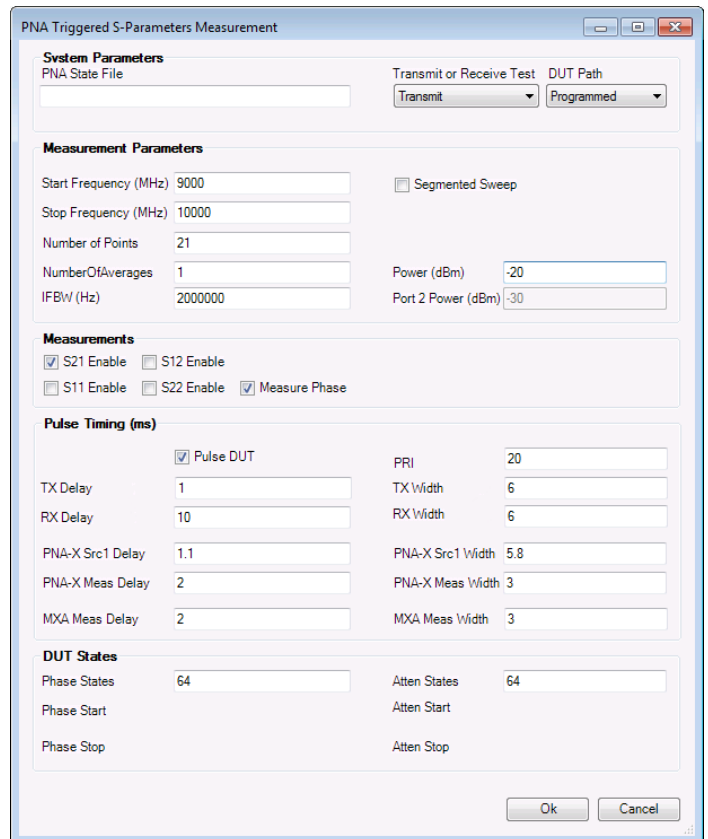 PNA Triggered S-Parameters Measurement
System Parameters
PNA State File
Transmit or Receive Test DUT Path
Transmit Programmed
Measurement Parameters
Start Frequency (MHz) 9000 Segmented Sweep
Stop Frequency (MHz) 10000
Number of Points 21
NumberOfAverages 1 Power (dBm) -20
IFBW (Hz) 2000000 Port 2 Power (dBm) -30
Measurements
S21 Enable S12 Enable
S11 Enable S22 Enable Measure Phase
Pulse Timing (ms)
Pulse DUT PRI 20
TX Delay 1 TX Width 6
RX Delay 10 RX Width 6
PNA-X Src1 Delay 1.1 PNA-X Src1 Width 5.8
PNA-X Meas Delay 2 PNA-X Meas Width 3
MXA Meas Delay 2 MXA Meas Width 3
DUT States
Phase States 64 Atten States 64
Phase Start Atten Start
Phase Stop Atten Stop
Ok Cancel